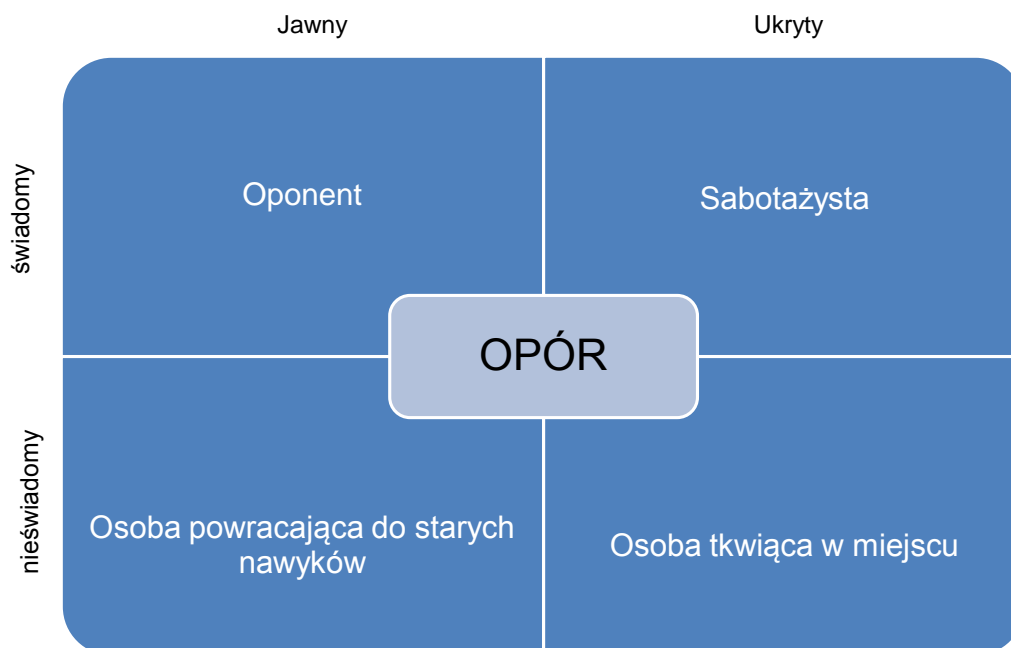 Jawny
Ukryty
świadomy
Oponent
Sabotażysta
OPÓR
nieświadomy
Osoba powracająca do starych
nawyków
Osoba tkwiąca w miejscu